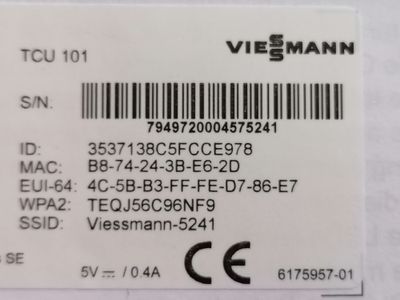 TCU 101
VIESSMANN
S/N:
7949720004575241
ID: 3537138C5FCCE978
MAC: B8-74-24-3B-E6-2D
EUI-64: 4C-5B-B3-FF-FE-D7-86-E7
WPA2: TEQJ56C96NF9
SSID: Viessmann-5241
SE
5V ⎓ / 0.4A
CE
6175957-01